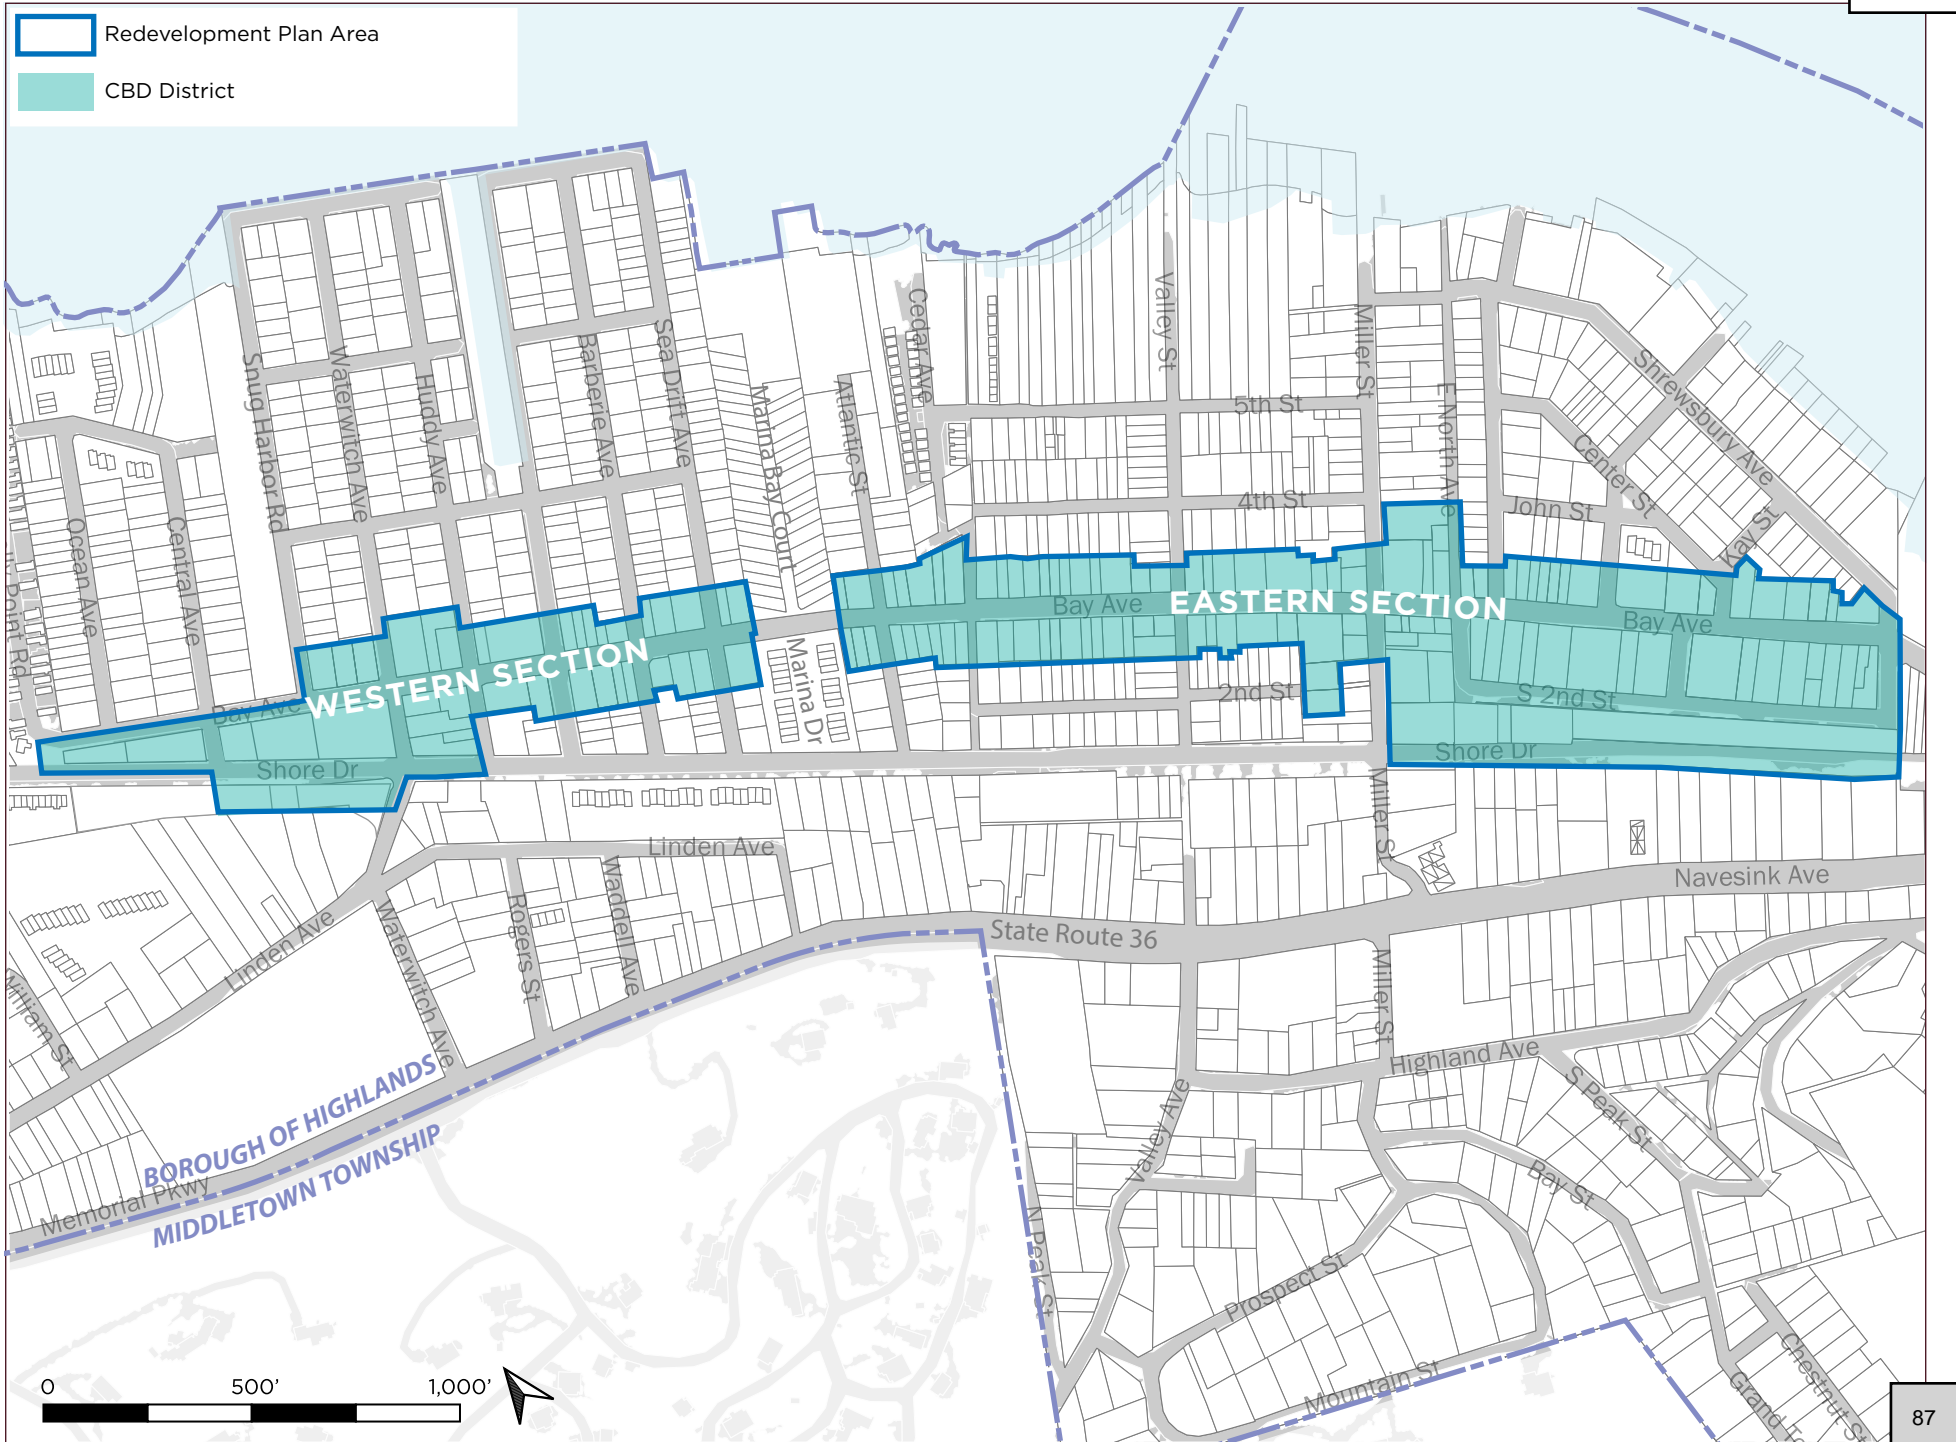 Redevelopment Plan Area
CBD District
Snug Harbor Rd
Waterwitch Ave
Huddy Ave
Barberie Ave
Sea Drift Ave
Marina Bay Court
Atlantic St
Cedar Ave
Valley St
Miller St
E North Ave
Shrewsbury Ave
5th St
Center St
4th St
John St
Kay St
Ocean Ave
Central Ave
Point Rd
Bay Ave
EASTERN SECTION
Bay Ave
WESTERN SECTION
Bay Ave
Marina Dr
2nd St
S 2nd St
Shore Dr
Shore Dr
Miller St
Linden Ave
Navesink Ave
Waddell Ave
Rogers St
Waterwitch Ave
Linden Ave
State Route 36
William St
Miller St
Highland Ave
S Peak St
BOROUGH OF HIGHLANDS
MIDDLETOWN TOWNSHIP
Memorial Pkwy
Valley Ave
Bay St
N Peak St
Prospect St
Mountain St
Chestnut St
Grand
0
500’
1,000’
87